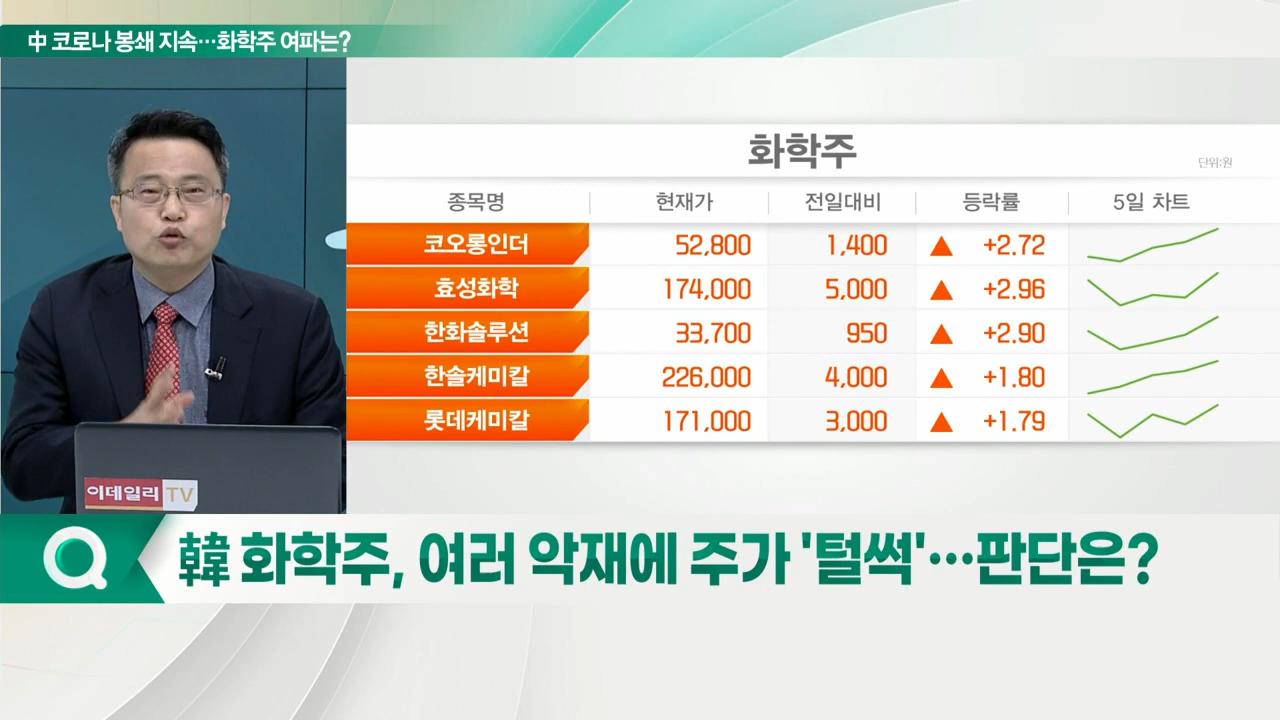 中 코로나 봉쇄 지속…화학주 여파는?
화학주
단위:원
종목명 현재가 전일대비 등락률 5일 차트
코오롱인더 52,800 1,400 ▲ +2.72
효성화학 174,000 5,000 ▲ +2.96
한화솔루션 33,700 950 ▲ +2.90
한솔케미칼 226,000 4,000 ▲ +1.80
롯데케미칼 171,000 3,000 ▲ +1.79
이데일리 TV
Q 韓 화학주, 여러 악재에 주가 '털썩'…판단은?